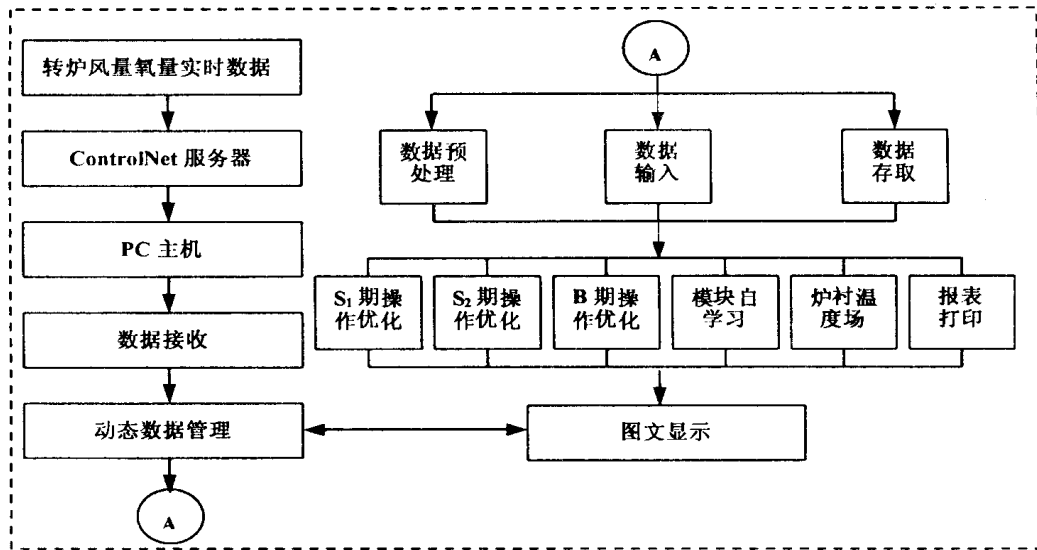 转炉风量氧量实时数据
ControlNet 服务器
PC 主机
数据接收
动态数据管理
A
A
数据预
处理
数据
输入
数据
存取
S₁ 期操
作优化
S₂ 期操
作优化
B 期操
作优化
模块自
学习
炉衬温
度场
报表
打印
图文显示